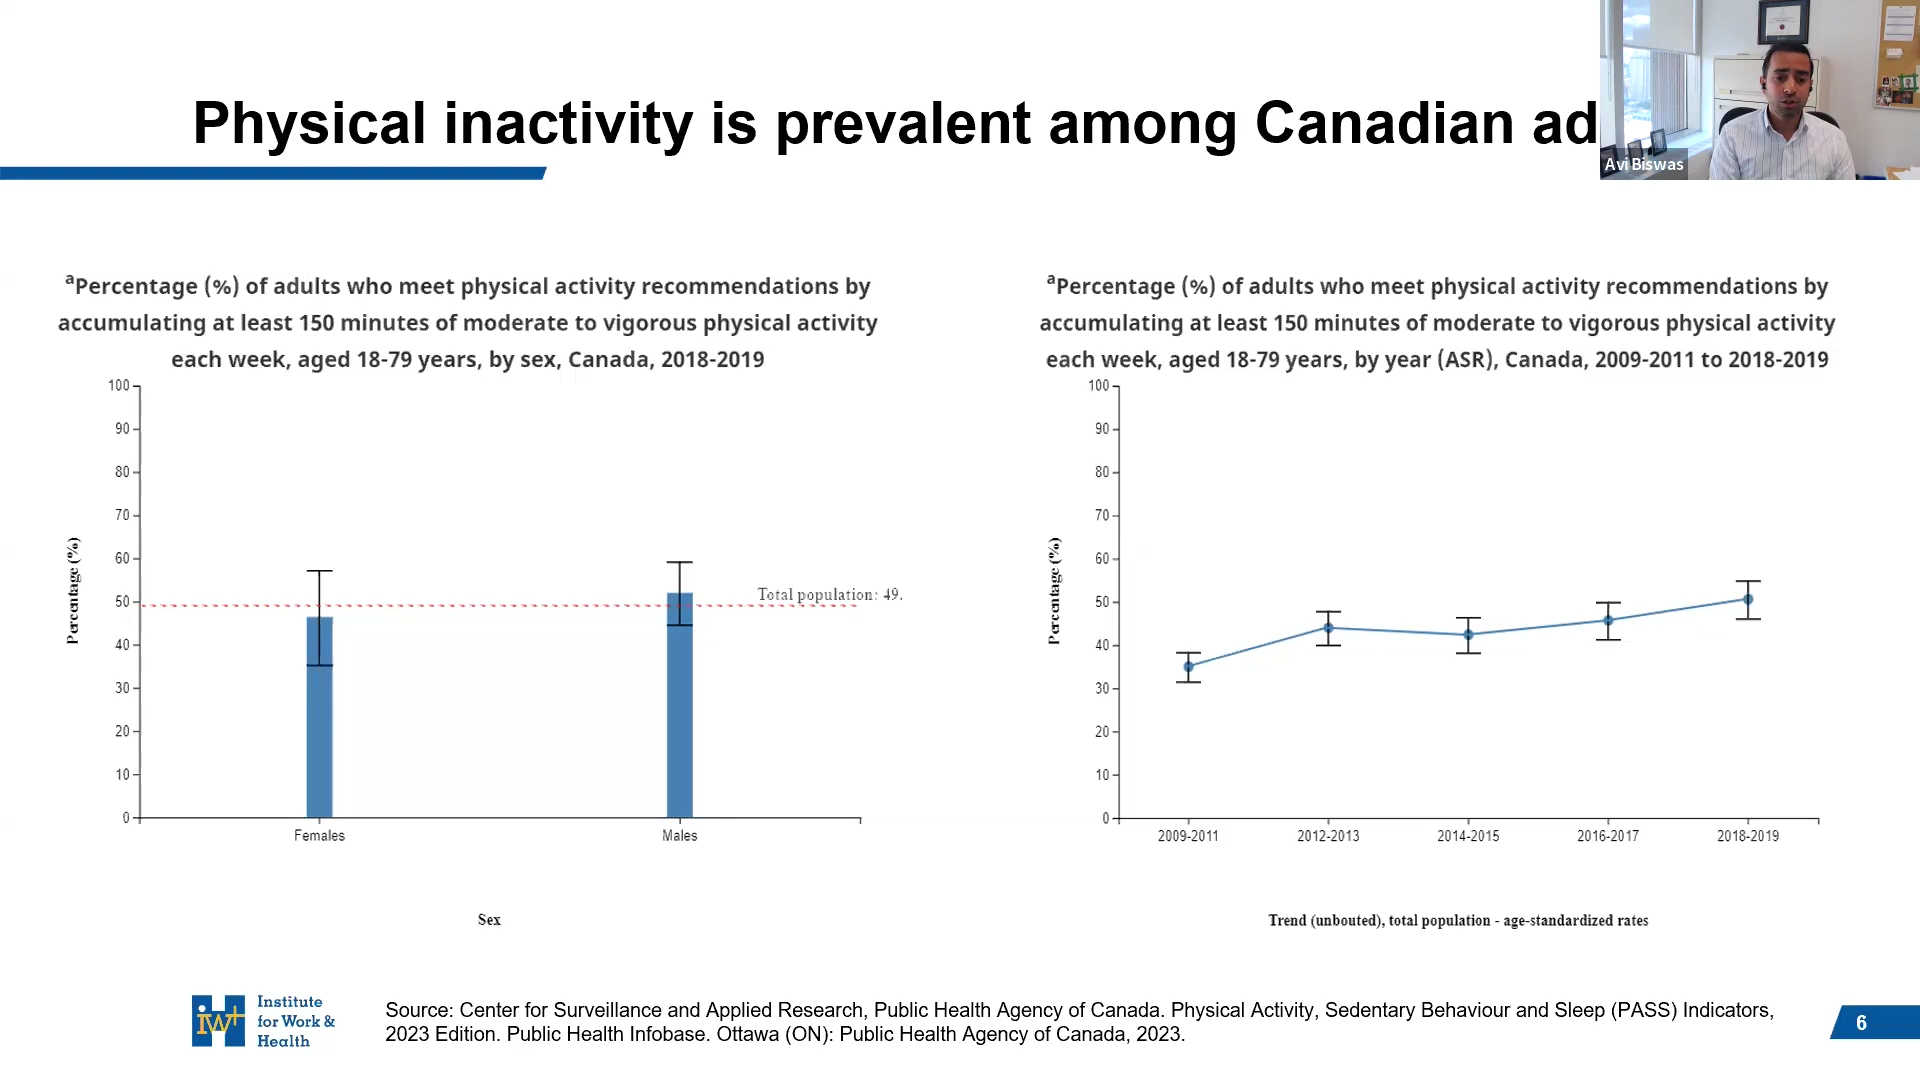 Physical inactivity is prevalent among Canadian ad
Avi Biswas
aPercentage (%) of adults who meet physical activity recommendations by
accumulating at least 150 minutes of moderate to vigorous physical activity
each week, aged 18-79 years, by sex, Canada, 2018-2019
100
90
80
70
60
50
40
30
20
10
0
Percentage (%)
Total population: 49.
Females
Males
Sex
aPercentage (%) of adults who meet physical activity recommendations by
accumulating at least 150 minutes of moderate to vigorous physical activity
each week, aged 18-79 years, by year (ASR), Canada, 2009-2011 to 2018-2019
100
90
80
70
60
50
40
30
20
10
0
Percentage (%)
2009-2011
2012-2013
2014-2015
2016-2017
2018-2019
Trend (unbouted), total population - age-standardized rates
iw+
Institute
for Work &
Health
Source: Center for Surveillance and Applied Research, Public Health Agency of Canada. Physical Activity, Sedentary Behaviour and Sleep (PASS) Indicators,
2023 Edition. Public Health Infobase. Ottawa (ON): Public Health Agency of Canada, 2023.
6